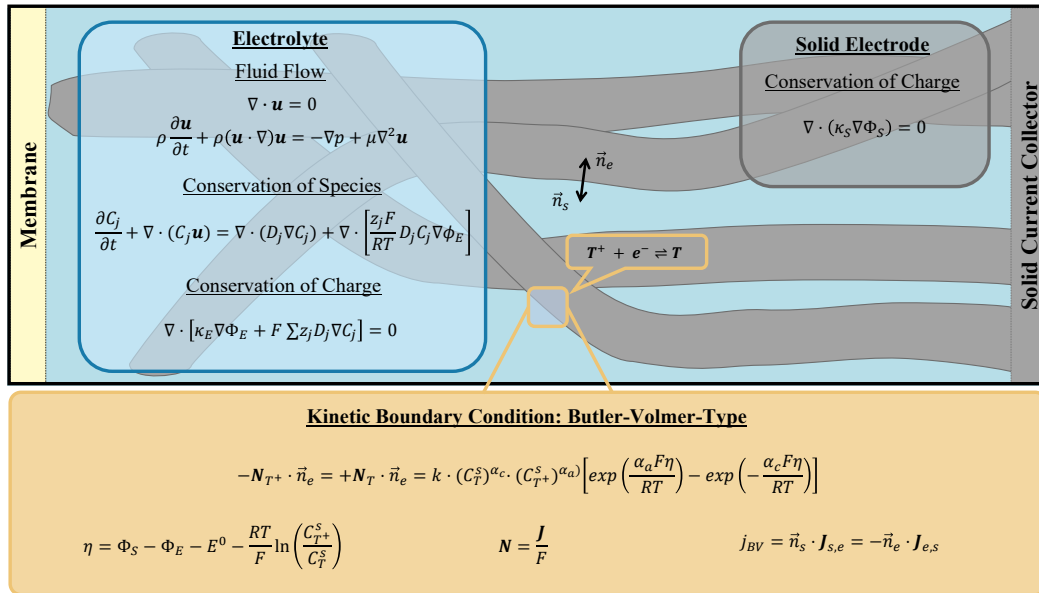 Membrane
Electrolyte
Fluid Flow
∇ · u = 0
ρ ∂u/∂t + ρ(u · ∇)u = −∇p + μ∇²u
Conservation of Species
∂C_j/∂t + ∇ · (C_j u) = ∇ · (D_j ∇C_j) + ∇ · [z_j F/RT D_j C_j ∇ϕ_E]
Conservation of Charge
∇ · [κ_E ∇Φ_E + F ∑ z_j D_j ∇C_j] = 0
Solid Electrode
Conservation of Charge
∇ · (κ_S ∇Φ_S) = 0
n⃗_e
n⃗_s
T⁺ + e⁻ ⇌ T
Solid Current Collector
Kinetic Boundary Condition: Butler-Volmer-Type
−N_T⁺ · n⃗_e = +N_T · n⃗_e = k · (C_T^s)^α_c · (C_T⁺^s)^α_a) [exp(α_a Fη/RT) − exp(−α_c Fη/RT)]
η = Φ_S − Φ_E − E⁰ − RT/F ln(C_T⁺^s/C_T^s)
N = J/F
j_BV = n⃗_s · J_s,e = −n⃗_e · J_e,s